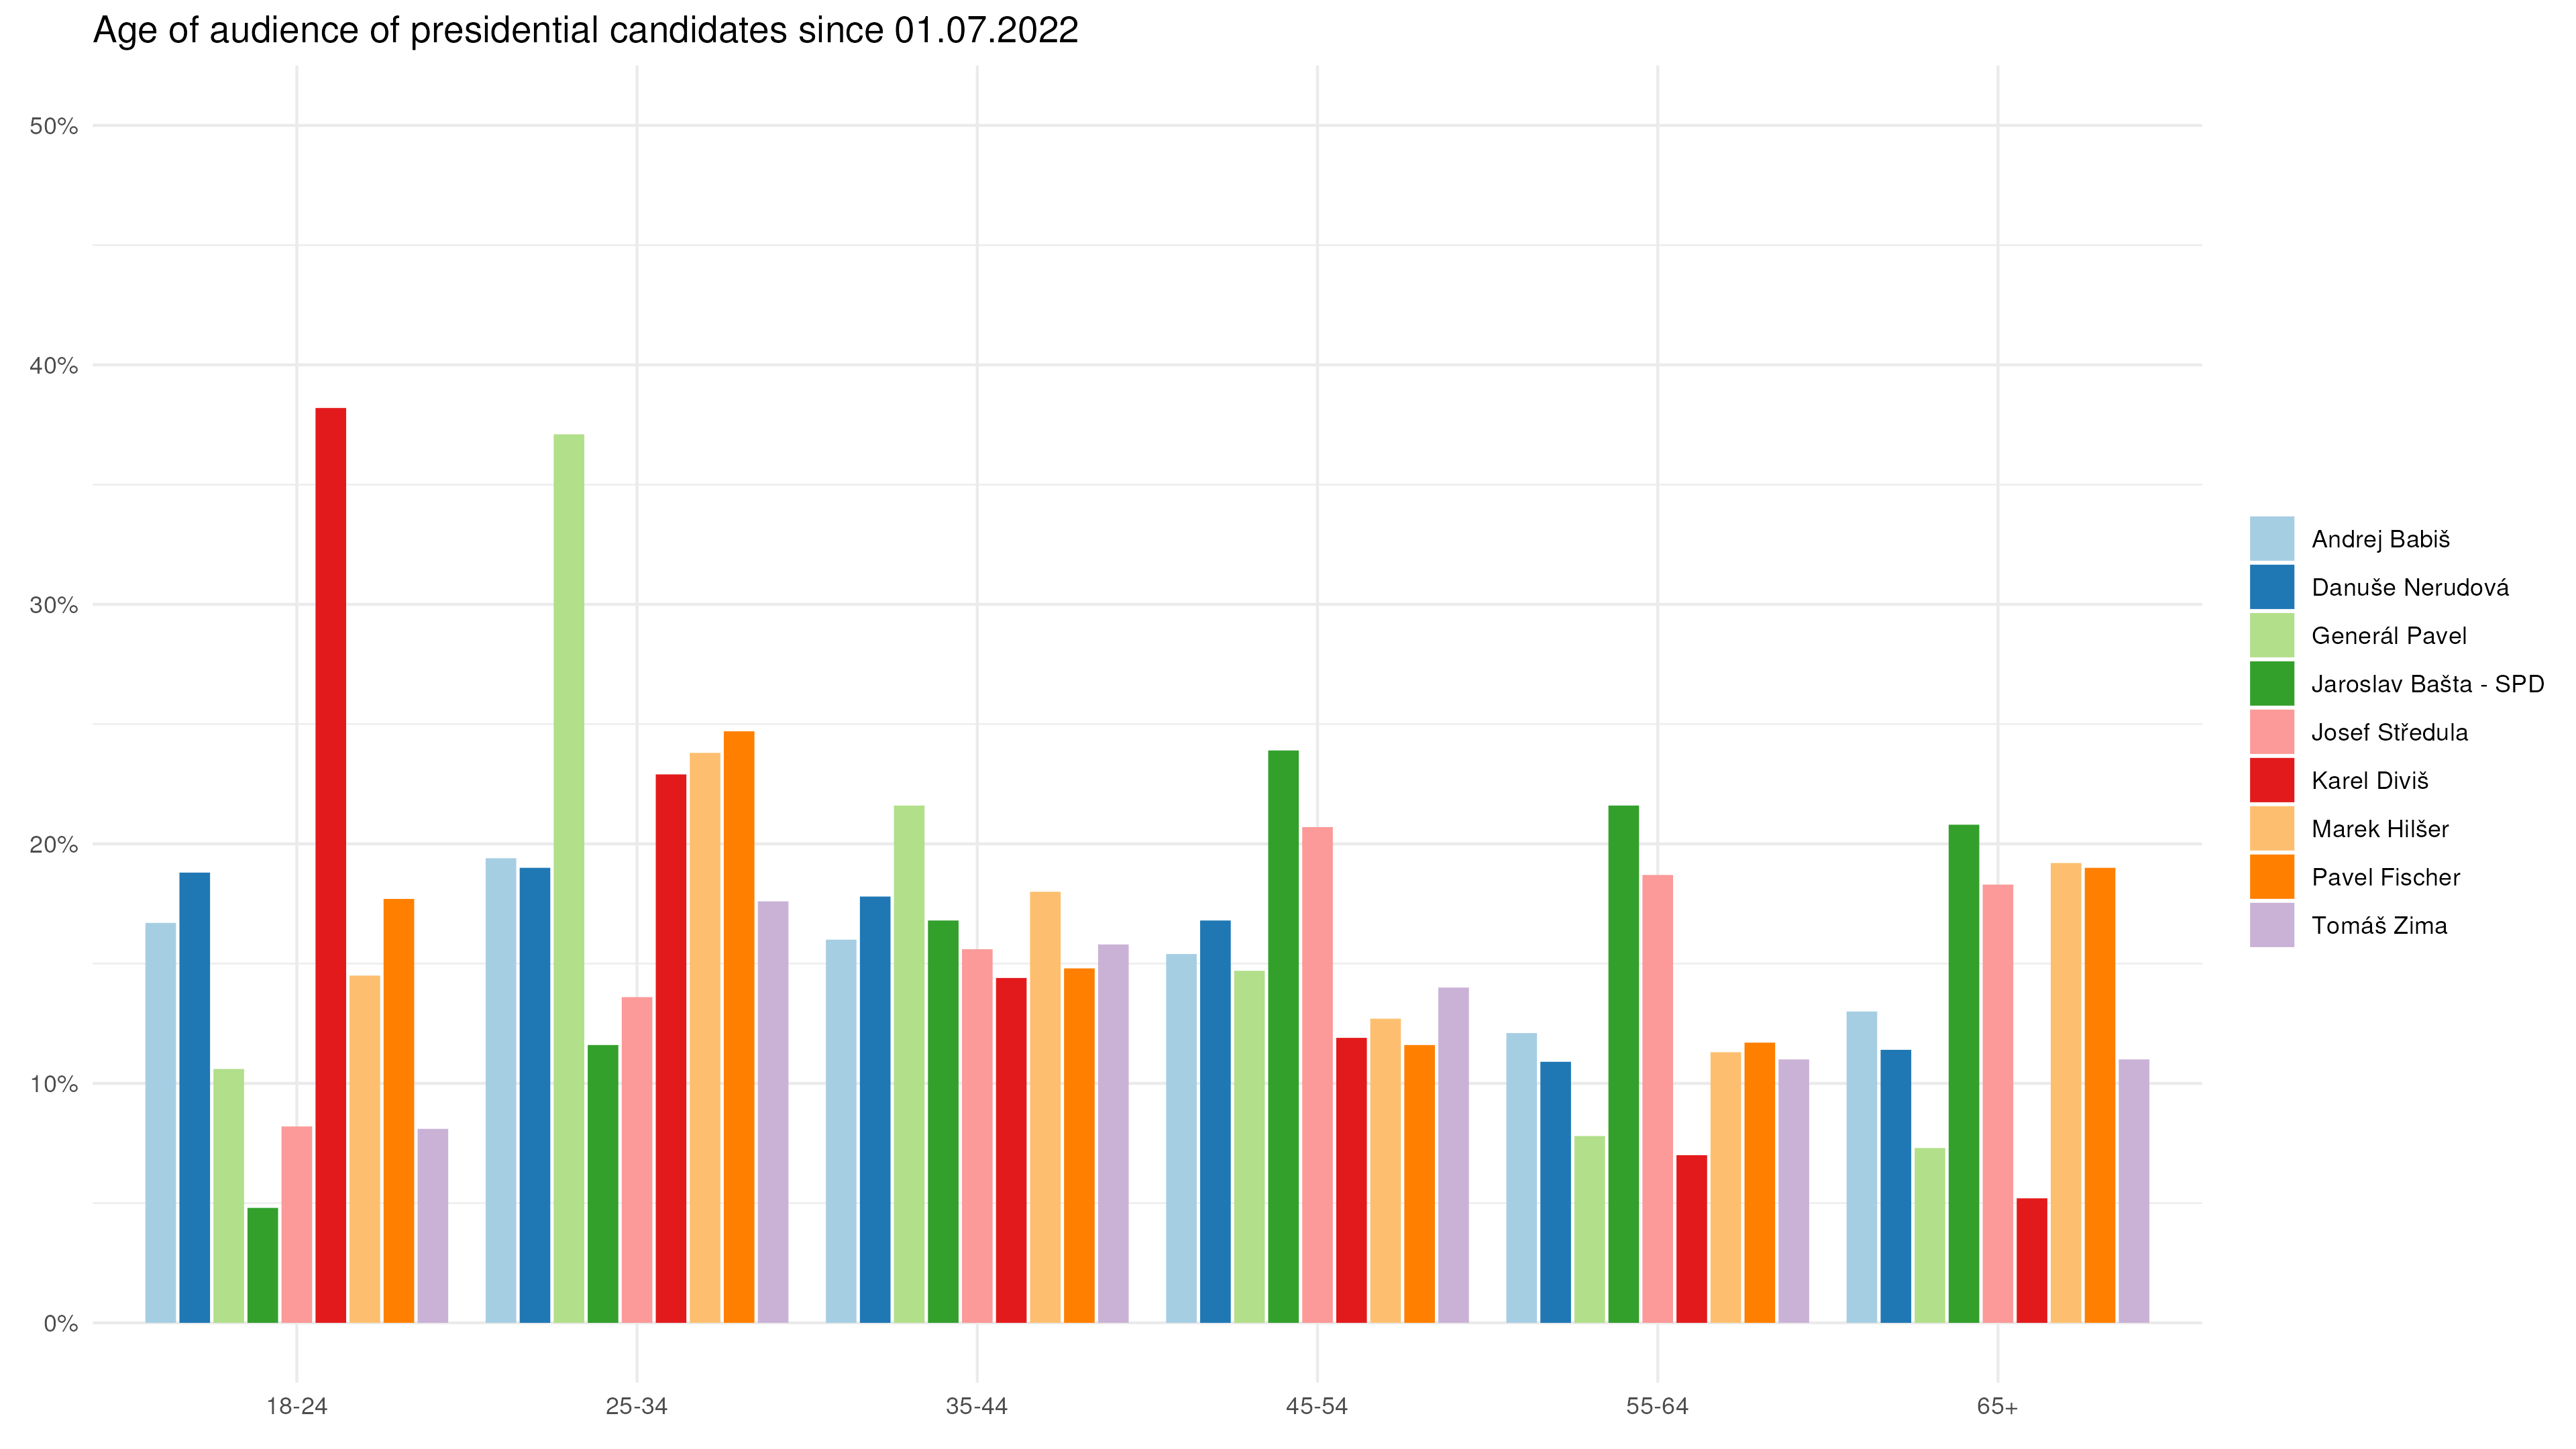 Age of audience of presidential candidates since 01.07.2022
50%
40%
30%
20%
10%
0%
18-24
25-34
35-44
45-54
55-64
65+
Andrej Babiš
Danuše Nerudová
Generál Pavel
Jaroslav Bašta - SPD
Josef Středula
Karel Diviš
Marek Hilšer
Pavel Fischer
Tomáš Zima